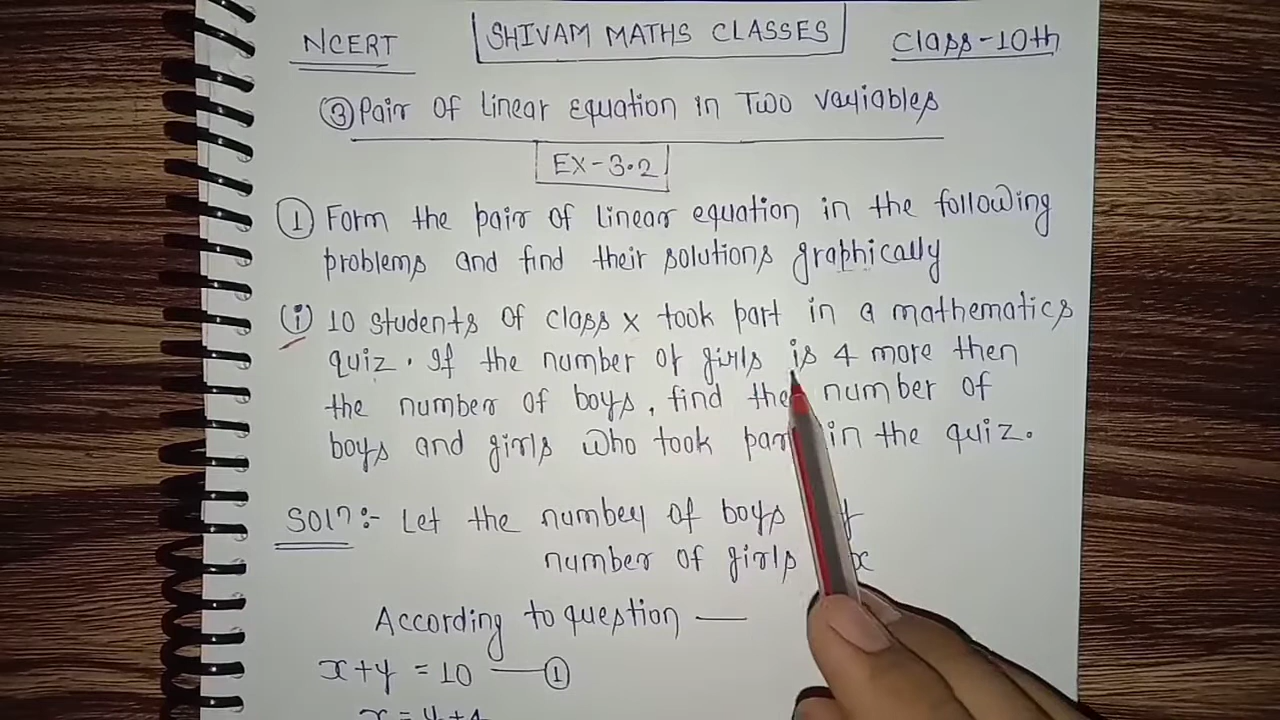 NCERT
SHIVAM MATHS CLASSES
Class-10th
③ Pair of linear Equation in Two variables
EX-3.2
① Form the pair of linear equation in the following
problems and find their solutions graphically
(i) 10 students of class x took part in a mathematics
quiz. If the number of girls is 4 more then
the number of boys, find the number of
boys and girls who took part in the quiz.
Solⁿ:- Let the number of boys y
number of girls x
According to question —
x+y = 10 — ①
x = y+4